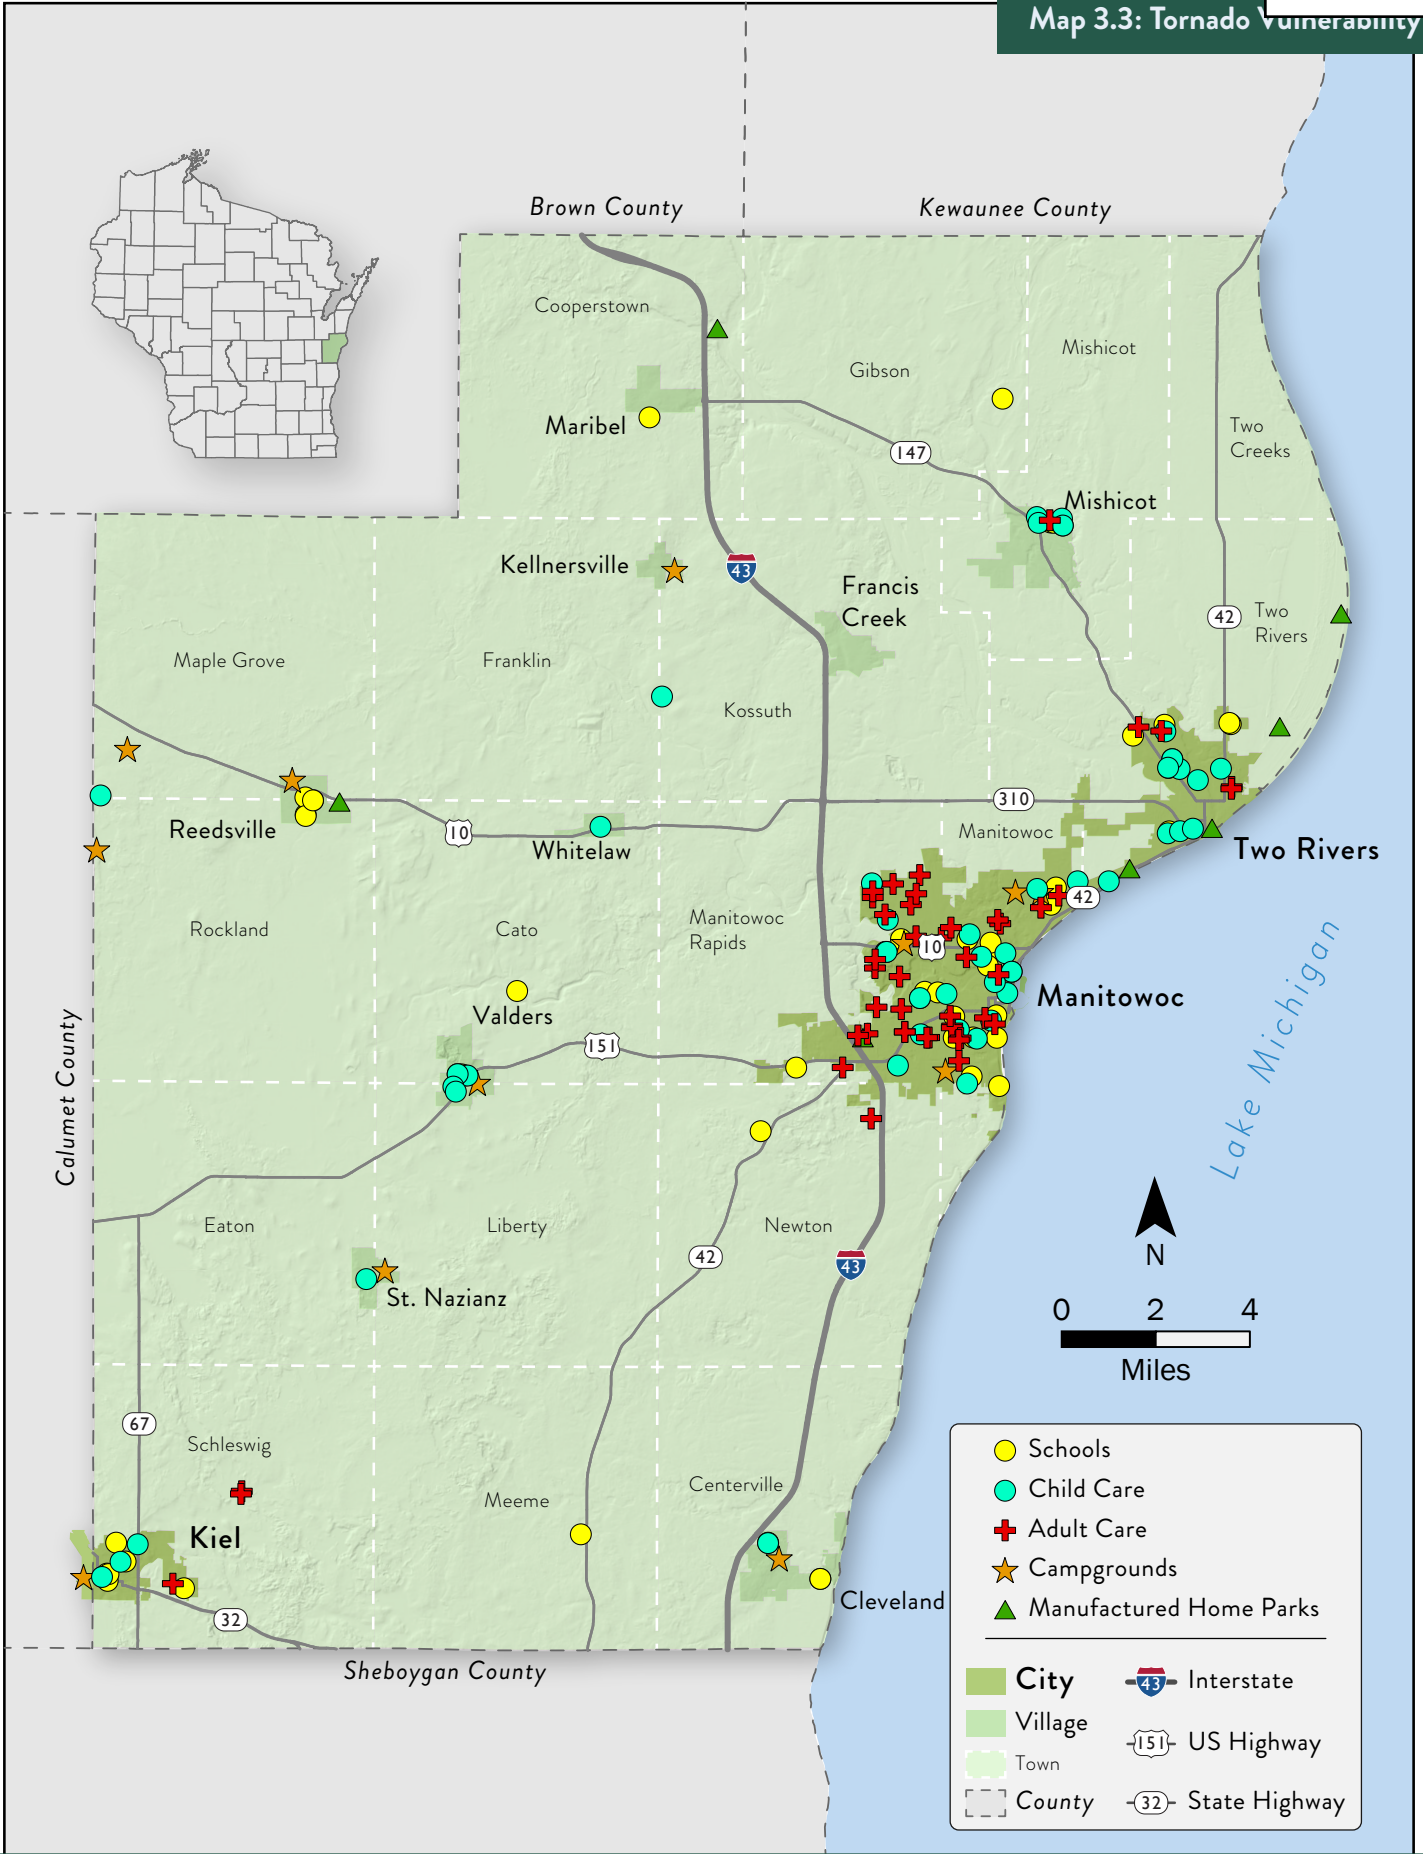 Map 3.3: Tornado Vulnerability
Brown County
Kewaunee County
Cooperstown
Mishicot
Gibson
Maribel
Two
Creeks
147
Mishicot
Kellnersville
43
Francis
Creek
42
Two
Rivers
Maple Grove
Franklin
Kossuth
310
Reedsville
10
Whitelaw
Manitowoc
Two Rivers
42
Rockland
Cato
Manitowoc
Rapids
10
Lake Michigan
Manitowoc
Valders
151
Calumet County
Eaton
Liberty
Newton
42
43
N
St. Nazianz
0 2 4
Miles
67
Schleswig
Centerville
Meeme
Kiel
Cleveland
32
Sheboygan County
Schools
Child Care
Adult Care
Campgrounds
Manufactured Home Parks
City
43 Interstate
Village
151 US Highway
Town
County
32 State Highway